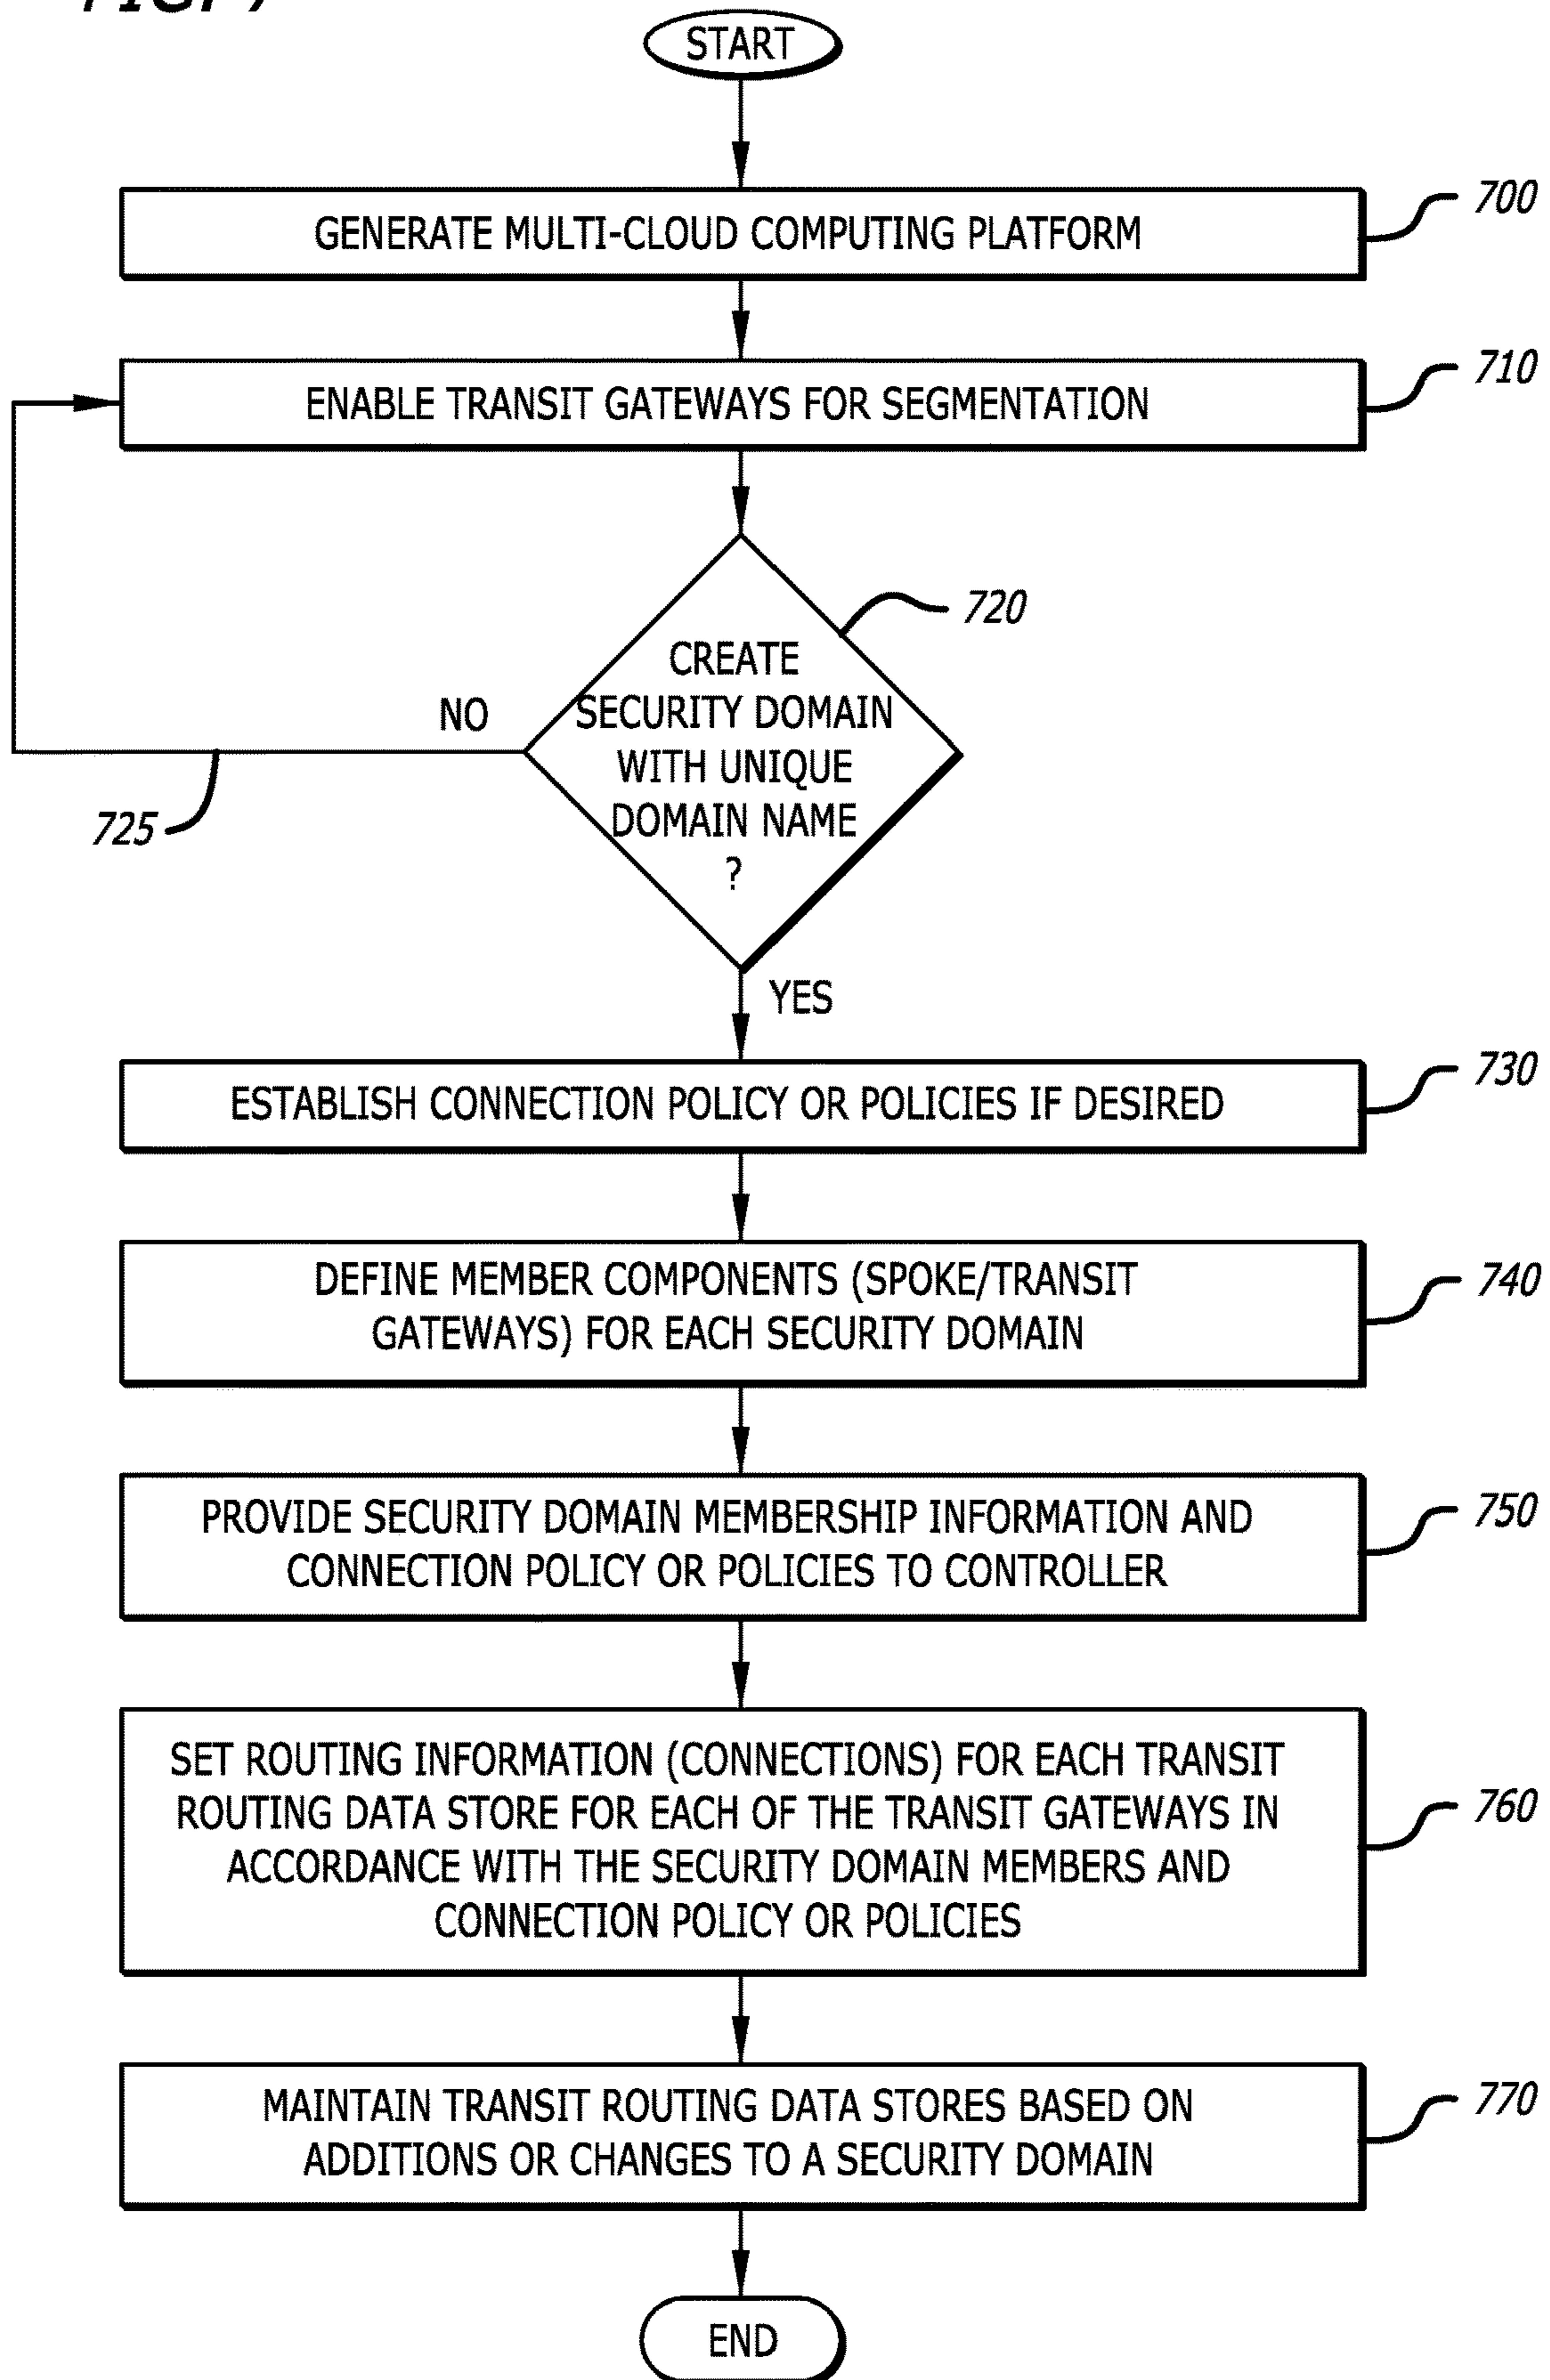 FIG. 7
START
GENERATE MULTI-CLOUD COMPUTING PLATFORM
700
ENABLE TRANSIT GATEWAYS FOR SEGMENTATION
710
720
CREATE
SECURITY DOMAIN
WITH UNIQUE
DOMAIN NAME
?
NO
725
YES
ESTABLISH CONNECTION POLICY OR POLICIES IF DESIRED
730
DEFINE MEMBER COMPONENTS (SPOKE/TRANSIT
GATEWAYS) FOR EACH SECURITY DOMAIN
740
PROVIDE SECURITY DOMAIN MEMBERSHIP INFORMATION AND
CONNECTION POLICY OR POLICIES TO CONTROLLER
750
SET ROUTING INFORMATION (CONNECTIONS) FOR EACH TRANSIT
ROUTING DATA STORE FOR EACH OF THE TRANSIT GATEWAYS IN
ACCORDANCE WITH THE SECURITY DOMAIN MEMBERS AND
CONNECTION POLICY OR POLICIES
760
MAINTAIN TRANSIT ROUTING DATA STORES BASED ON
ADDITIONS OR CHANGES TO A SECURITY DOMAIN
770
END